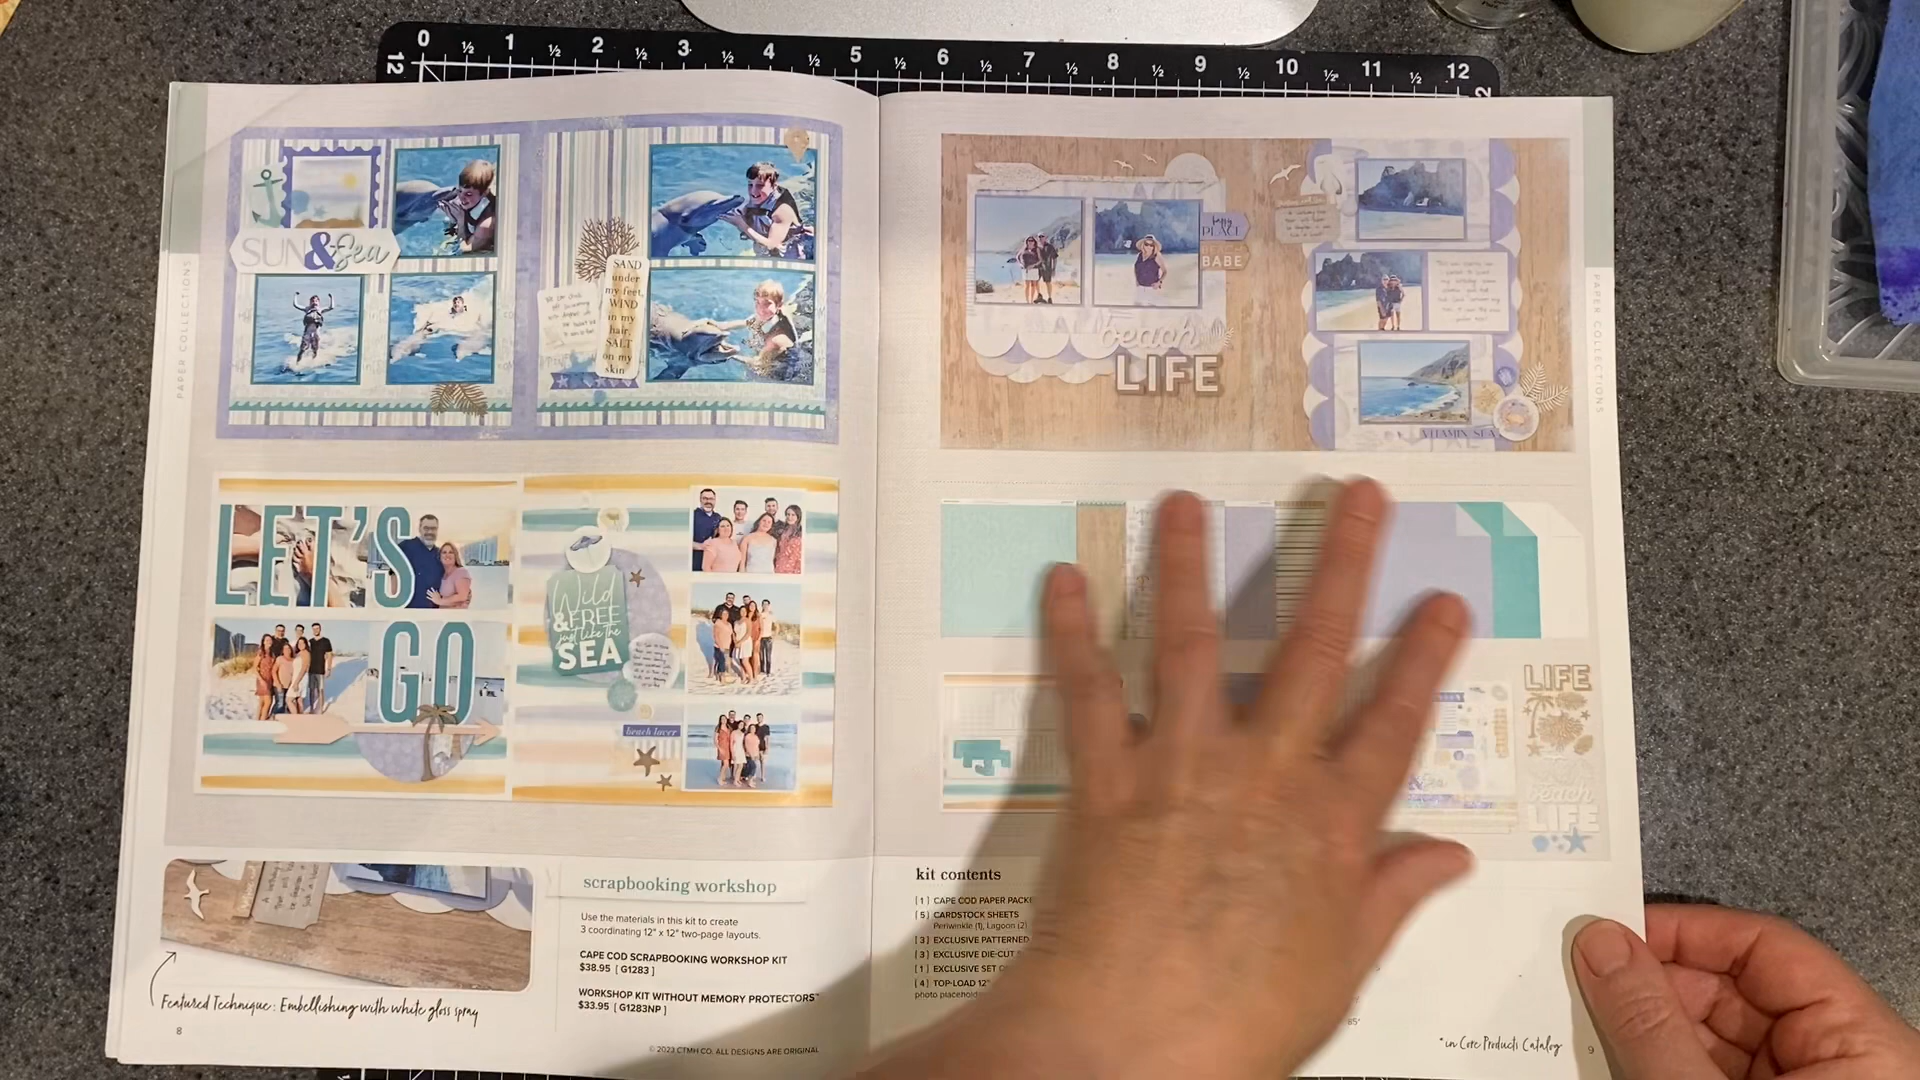 0 ½ 1 ½ 2 ½ 3 ½ 4 ½ 5 ½ 6 ½ 7 ½ 8 ½ 9 ½ 10 ½ 11 ½ 12
12
PAPER COLLECTIONS
SUN & Sea
SAND
under
my feet,
WIND
in my
hair,
SALT
on my
skin
LET'S
GO
Wild
& FREE
just like the
SEA
beach lover
scrapbooking workshop
Use the materials in this kit to create
3 coordinating 12" x 12" two-page layouts.
CAPE COD SCRAPBOOKING WORKSHOP KIT
$38.95 [ G1283 ]
WORKSHOP KIT WITHOUT MEMORY PROTECTORS™
$33.95 [ G1283NP ]
Featured Technique: Embellishing with white gloss spray
8
© 2023 CTMH CO. ALL DESIGNS ARE ORIGINAL
happy
PLACE
BEACH
BABE
beach
LIFE
VITAMIN SEA
PAPER COLLECTIONS
LIFE
beach
LIFE
kit contents
[ 1 ] CAPE COD PAPER
[ 5 ] CARDSTOCK SHEETS
Periwinkle (1), Lagoon (2)
[ 3 ] EXCLUSIVE PATTERNED
[ 3 ] EXCLUSIVE DIE-CUT
[ 1 ] EXCLUSIVE SET
[ 4 ] TOP-LOAD 12"
*in Core Products Catalog
9